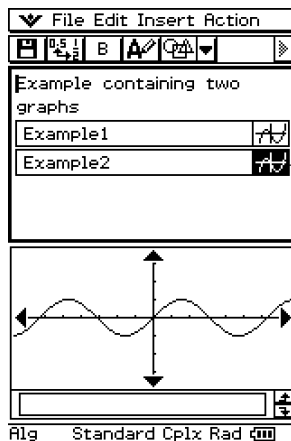 File Edit Insert Action
B
Example containing two
graphs
Example1
Example2
Alg Standard Cplx Rad